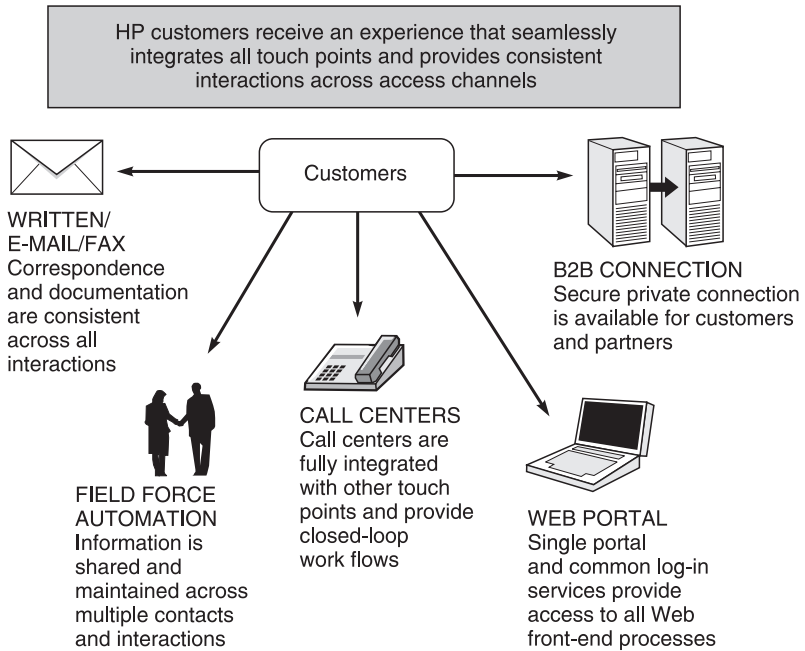 HP customers receive an experience that seamlessly
integrates all touch points and provides consistent
interactions across access channels
Customers
WRITTEN/
E-MAIL/FAX
Correspondence
and documentation
are consistent
across all
interactions
FIELD FORCE
AUTOMATION
Information is
shared and
maintained across
multiple contacts
and interactions
CALL CENTERS
Call centers are
fully integrated
with other touch
points and provide
closed-loop
work flows
B2B CONNECTION
Secure private connection
is available for customers
and partners
WEB PORTAL
Single portal
and common log-in
services provide
access to all Web
front-end processes